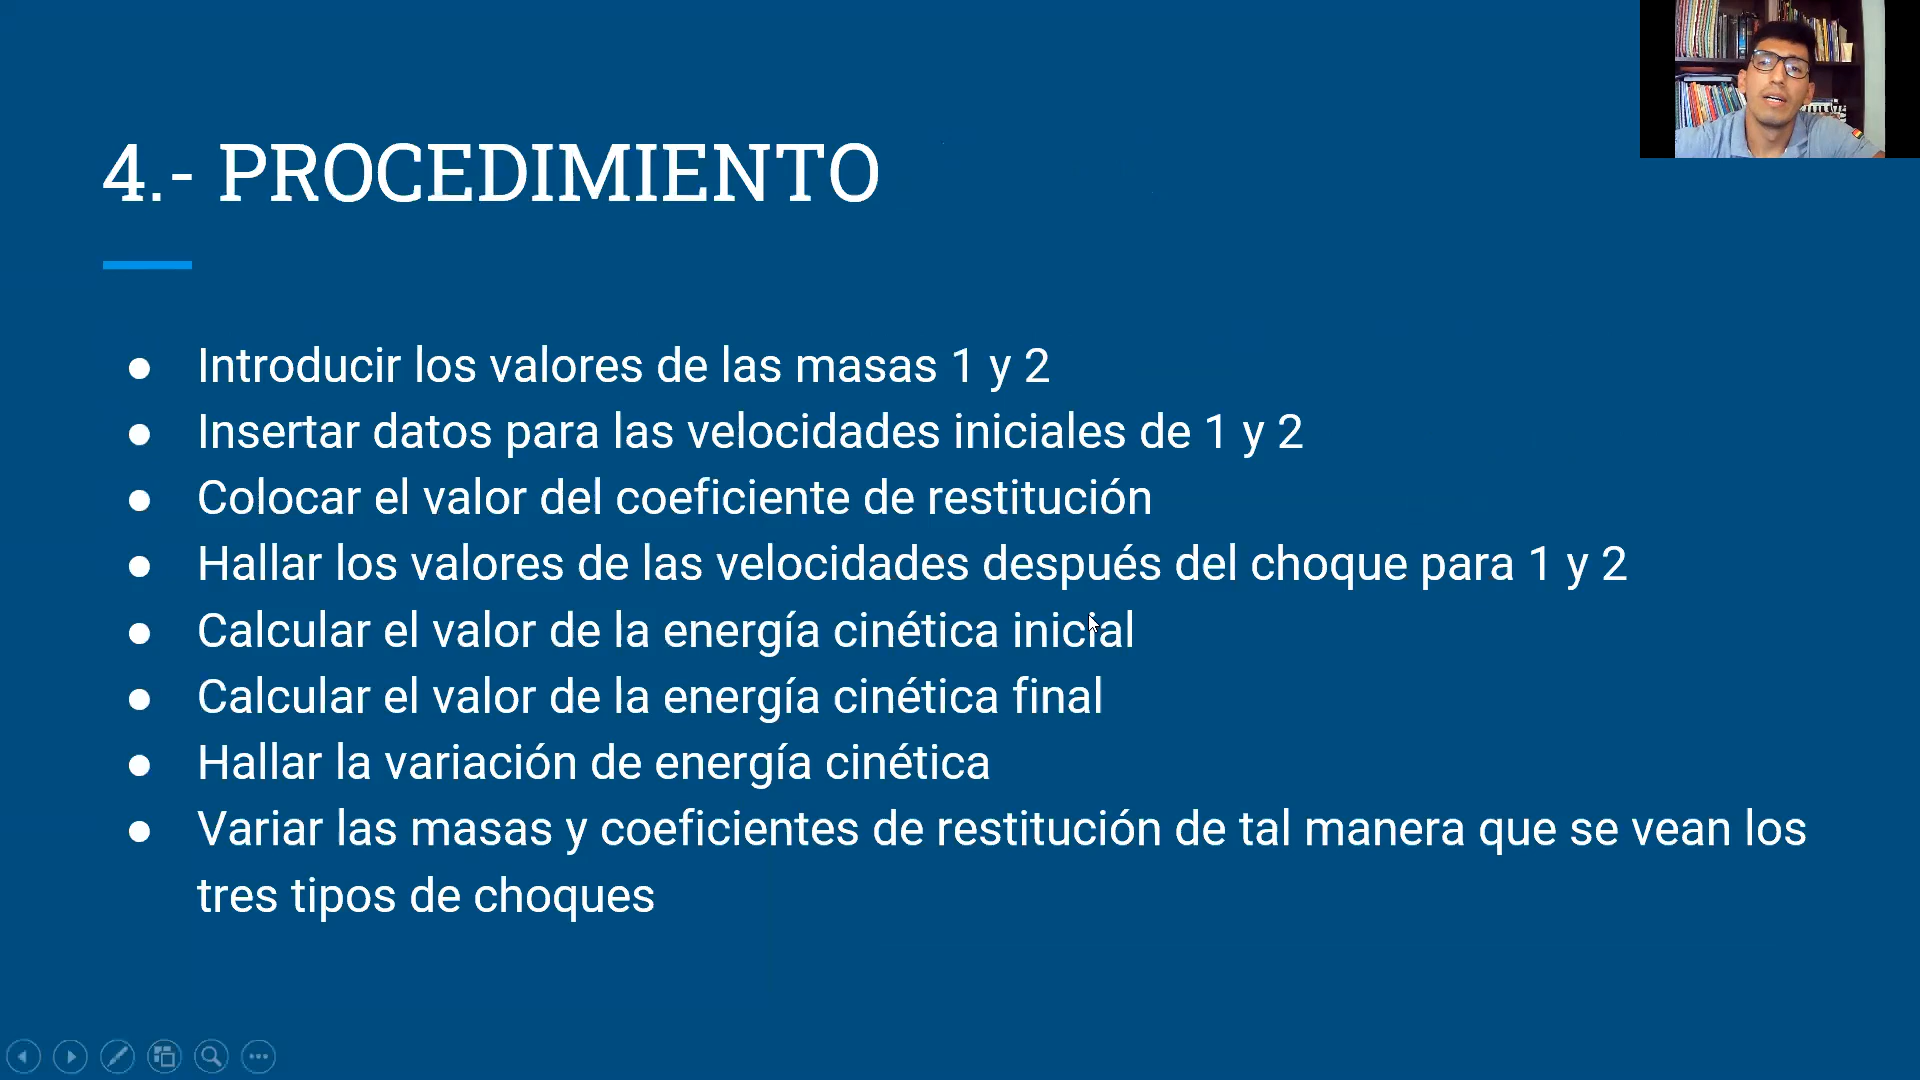 4.- PROCEDIMIENTO
● Introducir los valores de las masas 1 y 2
● Insertar datos para las velocidades iniciales de 1 y 2
● Colocar el valor del coeficiente de restitución
● Hallar los valores de las velocidades después del choque para 1 y 2
● Calcular el valor de la energía cinética inicial
● Calcular el valor de la energía cinética final
● Hallar la variación de energía cinética
● Variar las masas y coeficientes de restitución de tal manera que se vean los
tres tipos de choques